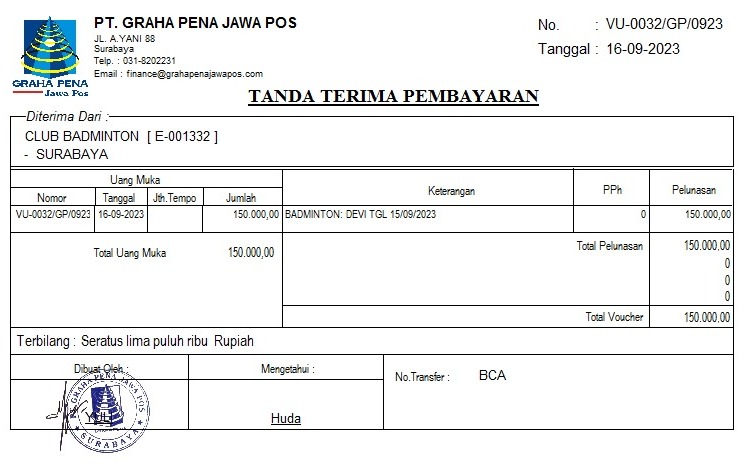 GRAHA PENA
Jawa Pos
PT. GRAHA PENA JAWA POS
JL. A.YANI 88
Surabaya
Telp. : 031-8202231
Email : finance@grahapenajawapos.com
No. : VU-0032/GP/0923
Tanggal : 16-09-2023
TANDA TERIMA PEMBAYARAN
Diterima Dari :
CLUB BADMINTON [ E-001332 ]
- SURABAYA
Uang Muka
Nomor Tanggal Jth.Tempo Jumlah Keterangan PPh Pelunasan
VU-0032/GP/0923 16-09-2023 150.000,00 BADMINTON: DEVI TGL 15/09/2023 0 150.000,00
Total Uang Muka 150.000,00 Total Pelunasan 150.000,00
0
0
0
Total Voucher 150.000,00
Terbilang : Seratus lima puluh ribu Rupiah
Dibuat Oleh : Mengetahui : No.Transfer : BCA
PT. GRAHA PENA JAWA POS
SURABAYA
Huda